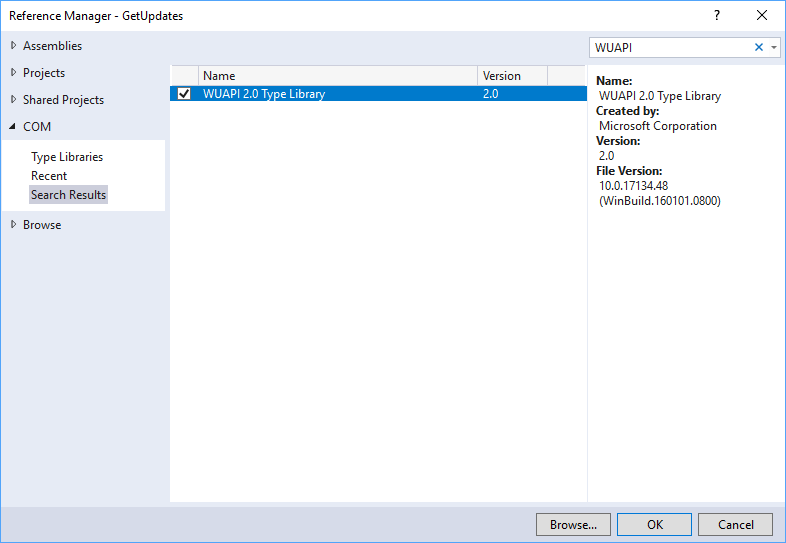 Reference Manager - GetUpdates
?
Assemblies
Projects
Shared Projects
COM
Type Libraries
Recent
Search Results
Browse
Name Version
WUAPI 2.0 Type Library 2.0
WUAPI
Name:
WUAPI 2.0 Type Library
Created by:
Microsoft Corporation
Version:
2.0
File Version:
10.0.17134.48
(WinBuild.160101.0800)
Browse... OK Cancel